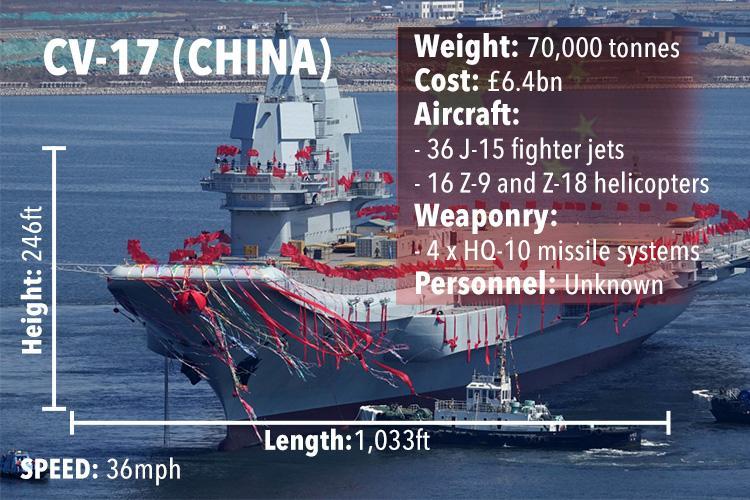 CV-17 (CHINA)
Weight: 70,000 tonnes
Cost: £6.4bn
Aircraft:
- 36 J-15 fighter jets
- 16 Z-9 and Z-18 helicopters
Weaponry:
- 4 x HQ-10 missile systems
Personnel: Unknown
Height: 246ft
Length:1,033ft
SPEED: 36mph